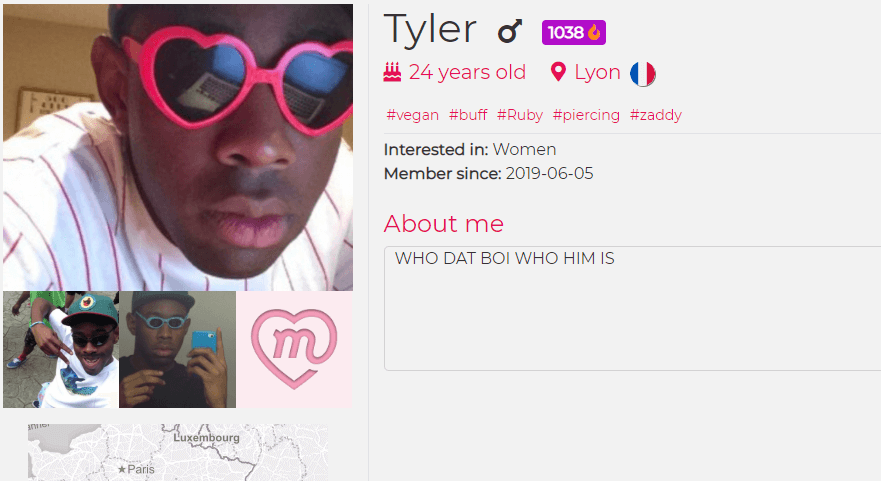 Tyler
1038
24 years old
Lyon
#vegan #buff #Ruby #piercing #zaddy
Interested in: Women
Member since: 2019-06-05
About me
WHO DAT BOI WHO HIM IS
m
Luxembourg
★Paris